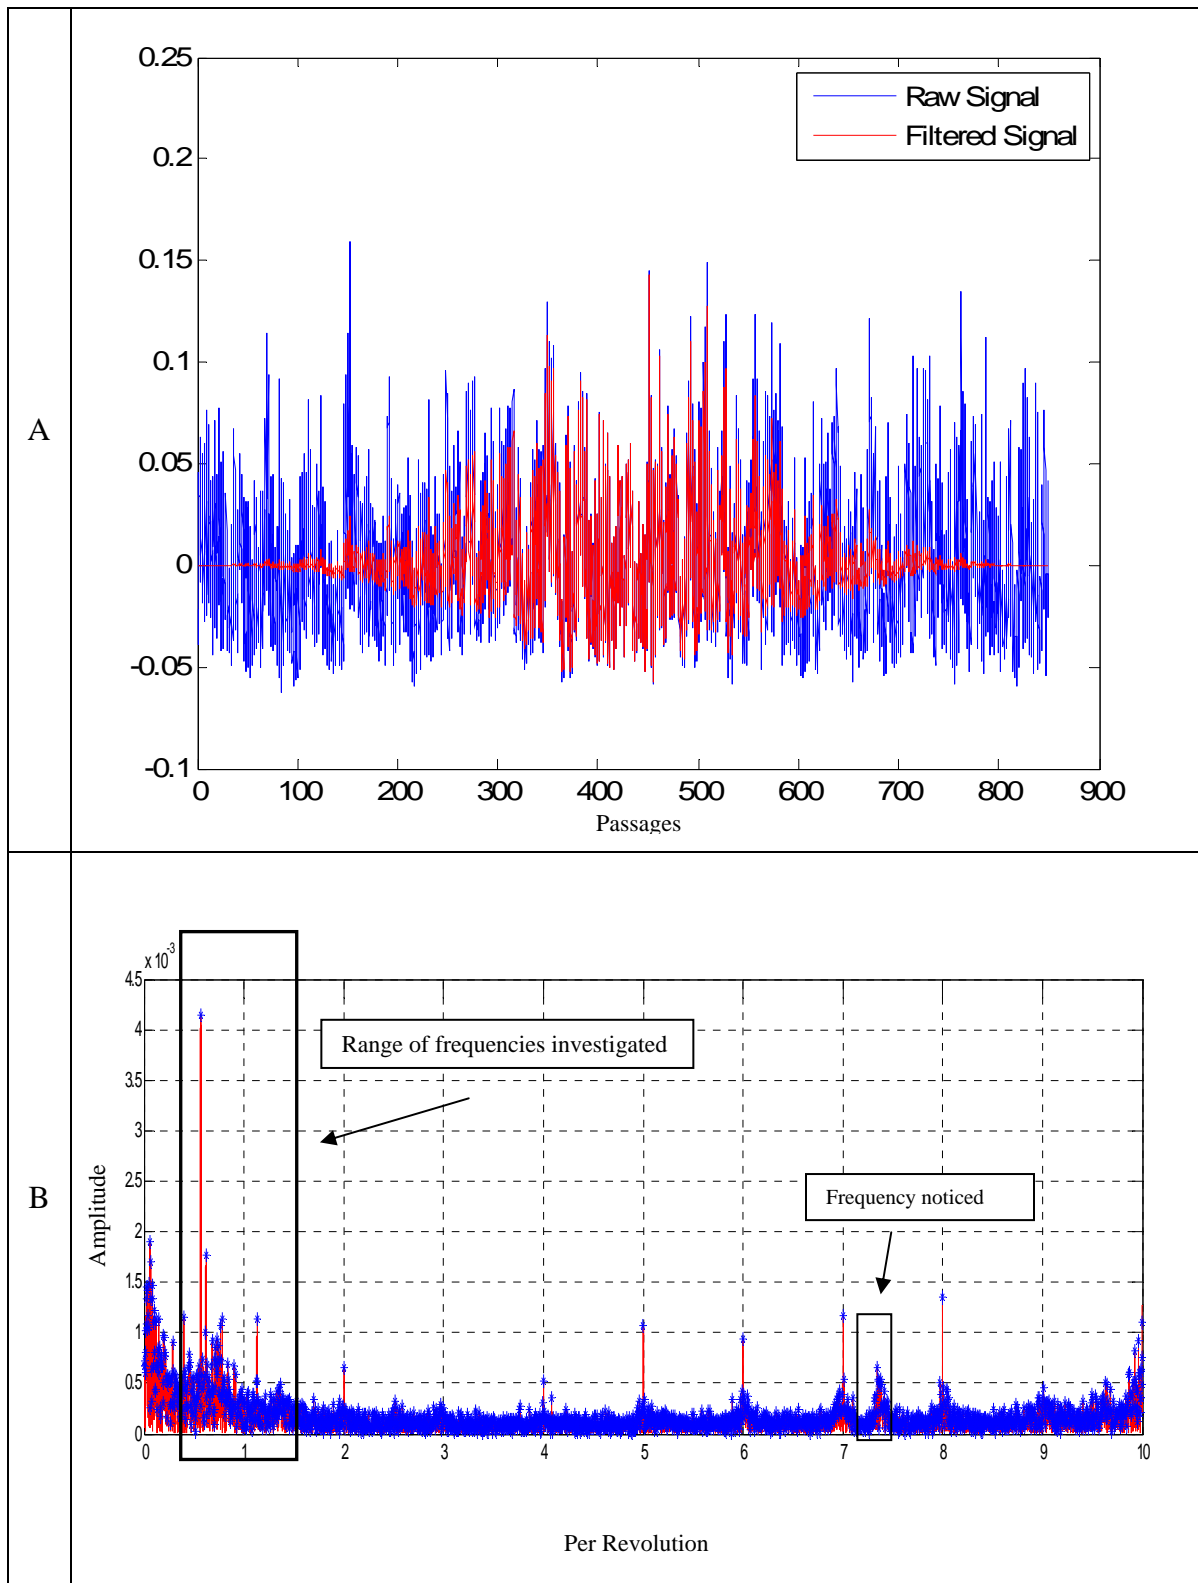 A
0.25
0.2
0.15
0.1
0.05
0
-0.05
-0.1
Raw Signal
Filtered Signal
0 100 200 300 400 500 600 700 800 900
Passages
B
x 10-3
4.5
4
3.5
3
2.5
2
1.5
1
0.5
0
Amplitude
Range of frequencies investigated
Frequency noticed
0 1 2 3 4 5 6 7 8 9 10
Per Revolution